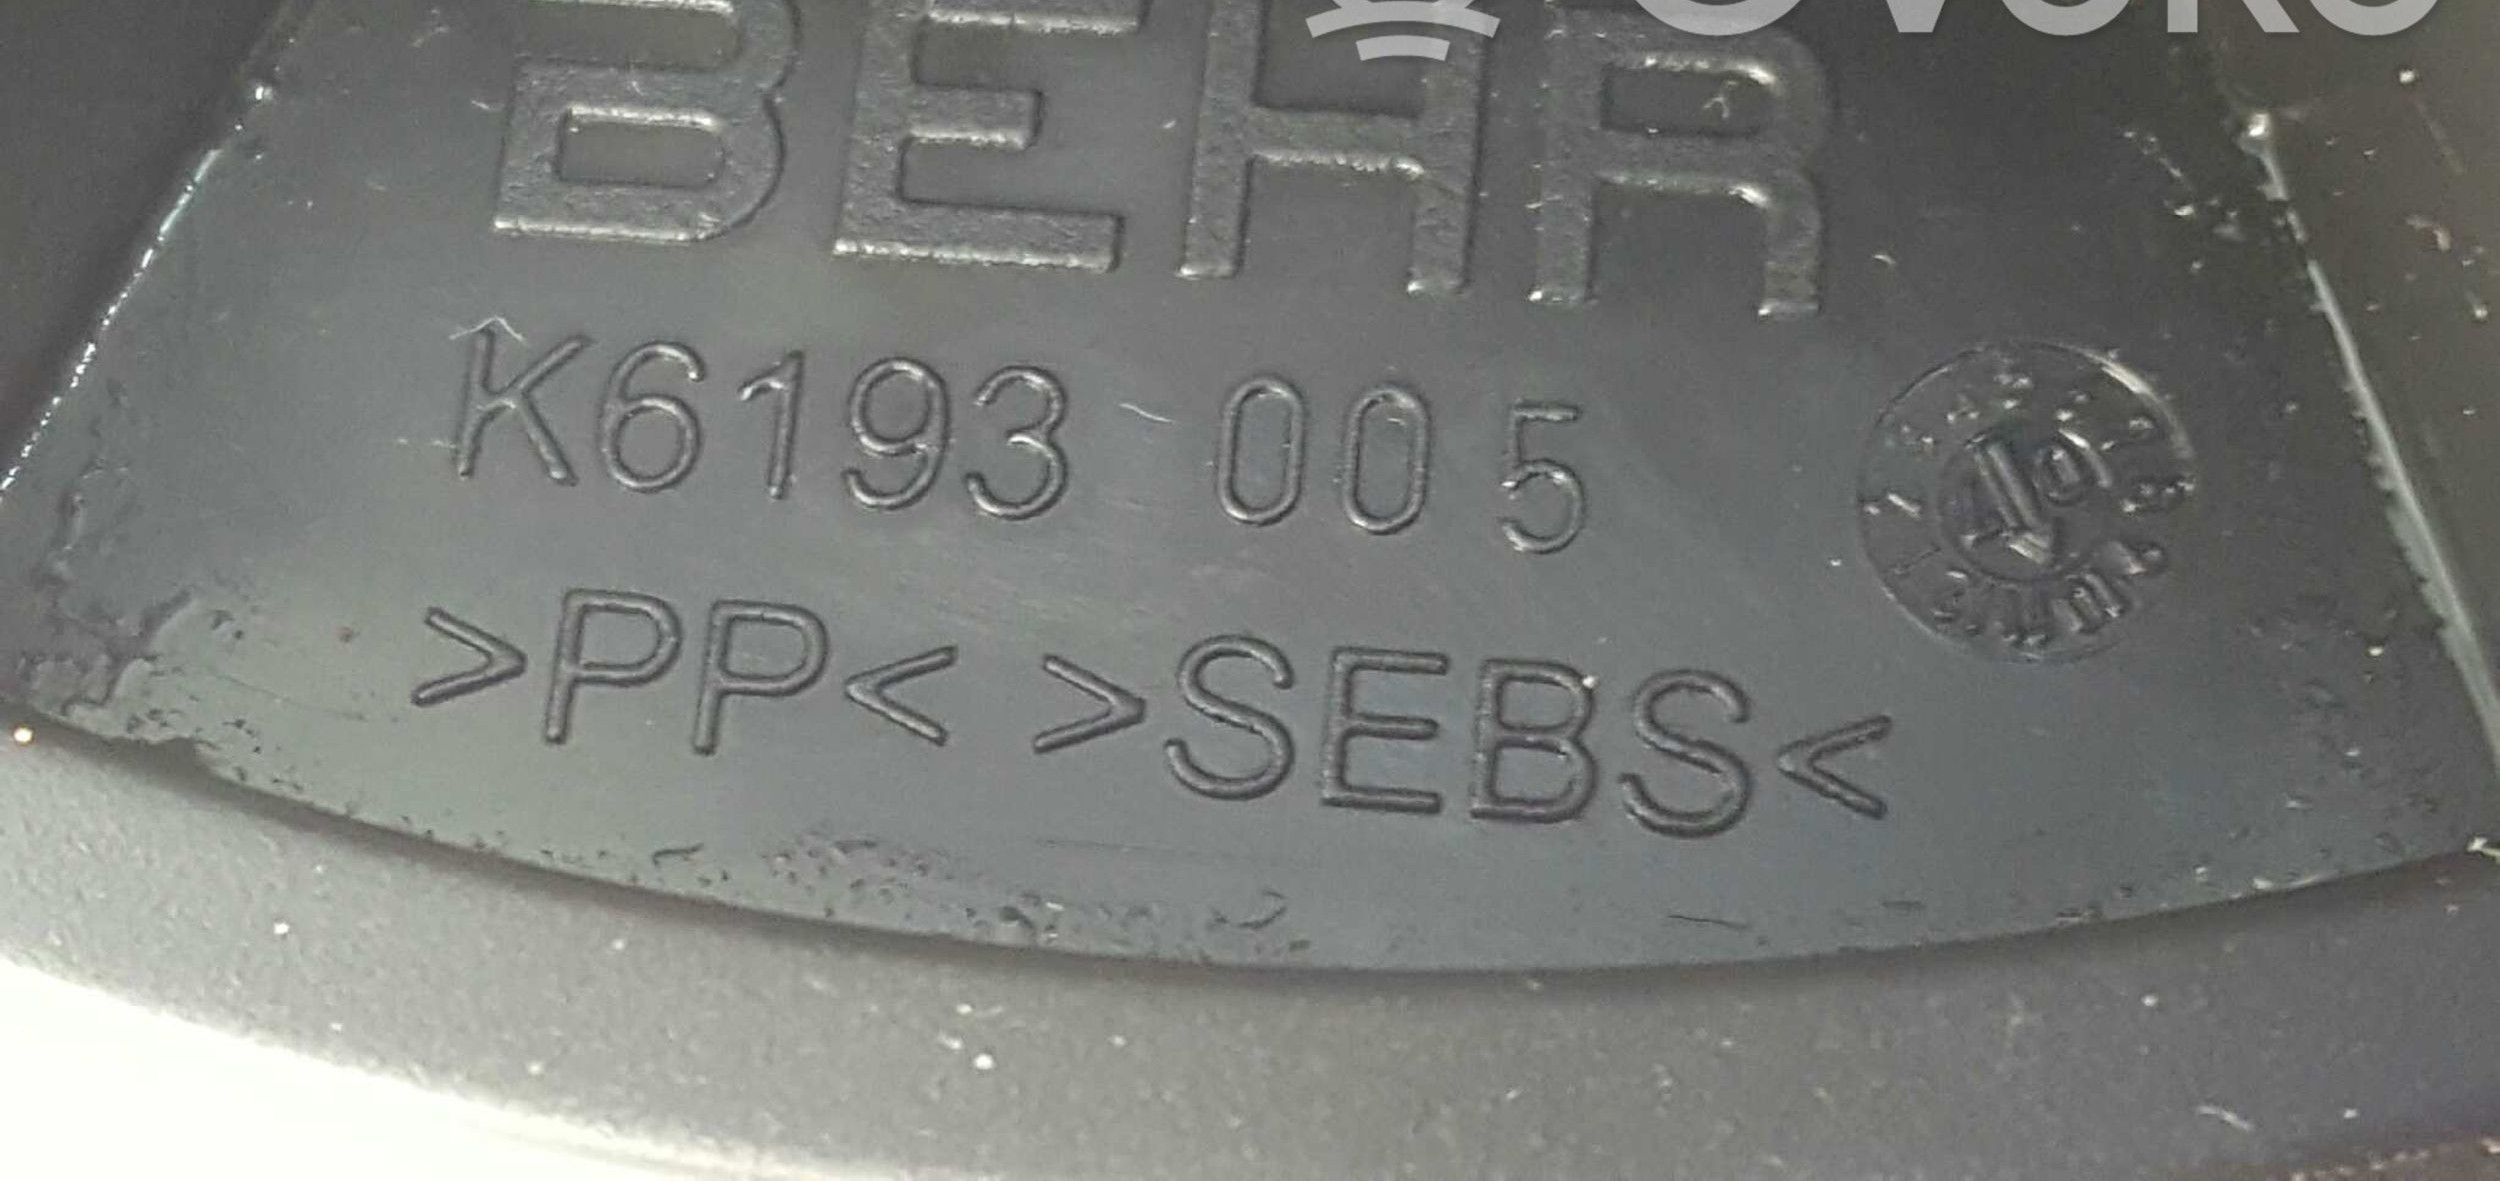 BEHR
K6193 005
>PP< >SEBS<